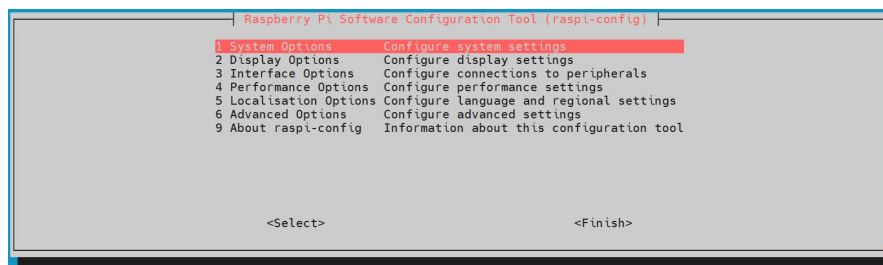 Raspberry Pi Software Configuration Tool (raspi-config)
1 System Options Configure system settings
2 Display Options Configure display settings
3 Interface Options Configure connections to peripherals
4 Performance Options Configure performance settings
5 Localisation Options Configure language and regional settings
6 Advanced Options Configure advanced settings
9 About raspi-config Information about this configuration tool
<Select> <Finish>